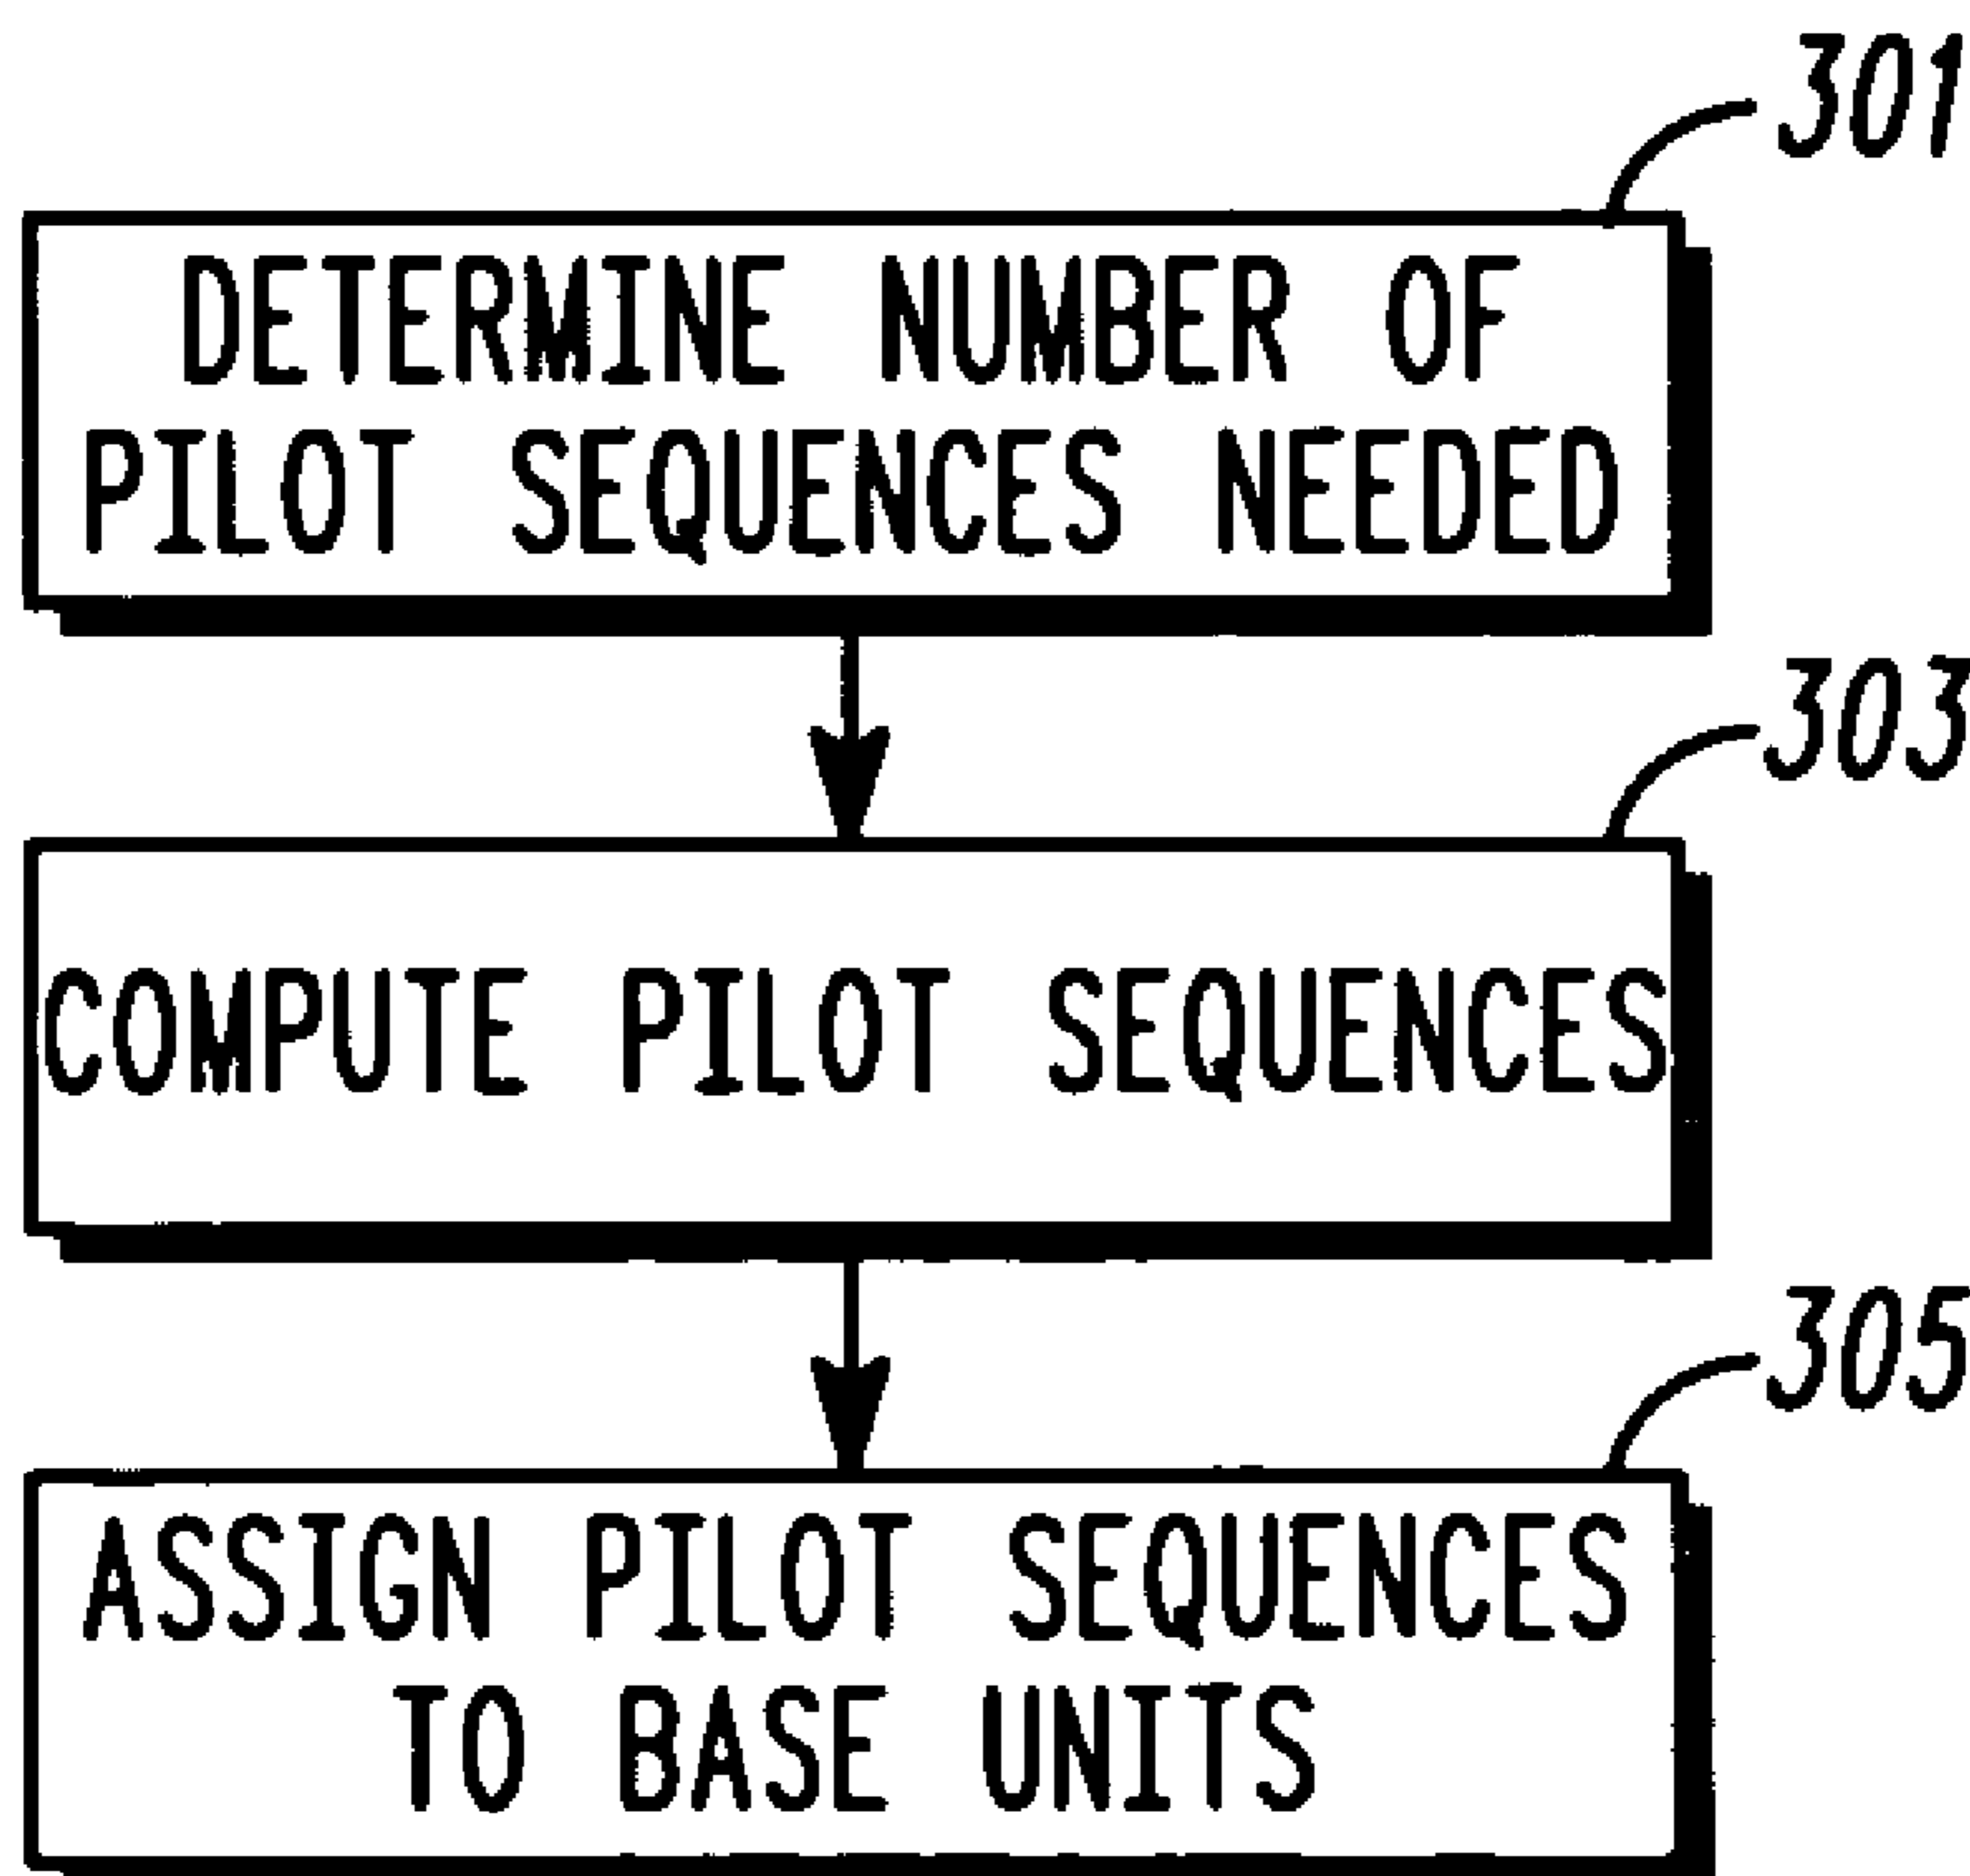 301
DETERMINE NUMBER OF
PILOT SEQUENCES NEEDED
303
COMPUTE PILOT SEQUENCES
305
ASSIGN PILOT SEQUENCES
TO BASE UNITS